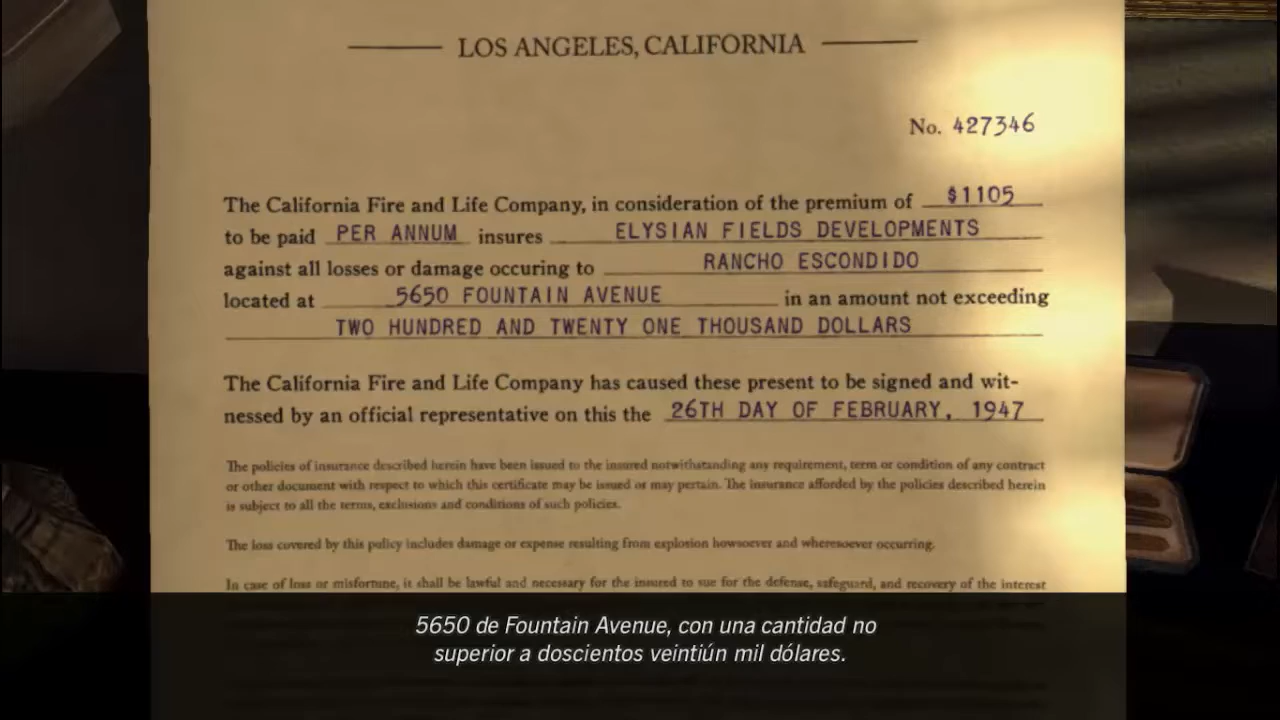 LOS ANGELES, CALIFORNIA
No. 427346
The California Fire and Life Company, in consideration of the premium of $1105
to be paid PER ANNUM insures ELYSIAN FIELDS DEVELOPMENTS
against all losses or damage occuring to RANCHO ESCONDIDO
located at 5650 FOUNTAIN AVENUE in an amount not exceeding
TWO HUNDRED AND TWENTY ONE THOUSAND DOLLARS
The California Fire and Life Company has caused these present to be signed and wit-
nessed by an official representative on this the 26TH DAY OF FEBRUARY, 1947
The policies of insurance described herein have been issued to the insured notwithstanding any requirement, term or condition of any contract
or other document with respect to which this certificate may be issued or may pertain. The insurance afforded by the policies described herein
is subject to all the terms, exclusions and conditions of such policies.
The loss covered by this policy includes damage or expense resulting from explosion howsoever and wheresoever occurring.
In case of loss or misfortune, it shall be lawful and necessary for the insured to sue for the defense, safeguard, and recovery of the interest
5650 de Fountain Avenue, con una cantidad no
superior a doscientos veintiún mil dólares.